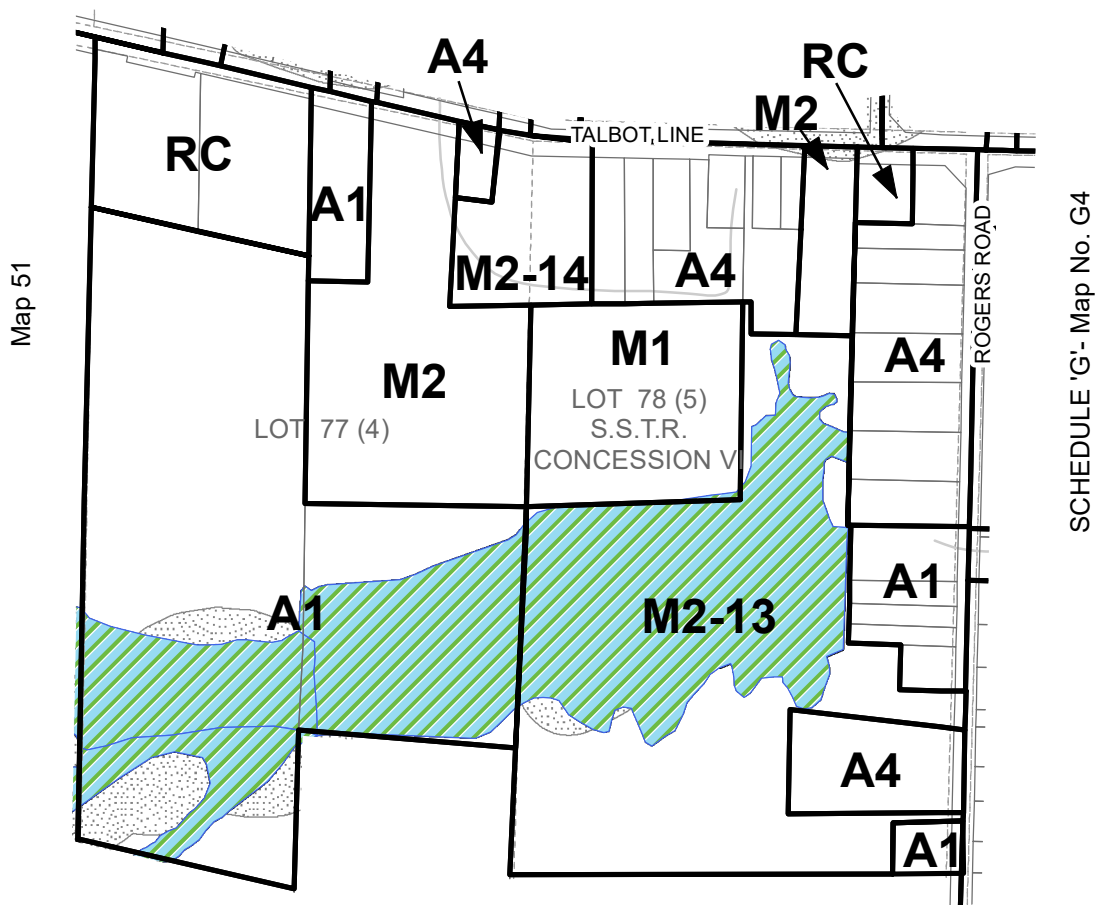 A4
RC
M2
TALBOT LINE
RC
A1
M2-14
A4
ROGERS ROAD
Map 51
SCHEDULE 'G'- Map No. G4
M2
M1
A4
LOT 77 (4)
LOT 78 (5)
S.S.T.R.
CONCESSION VI
A1
A1
M2-13
A4
A1